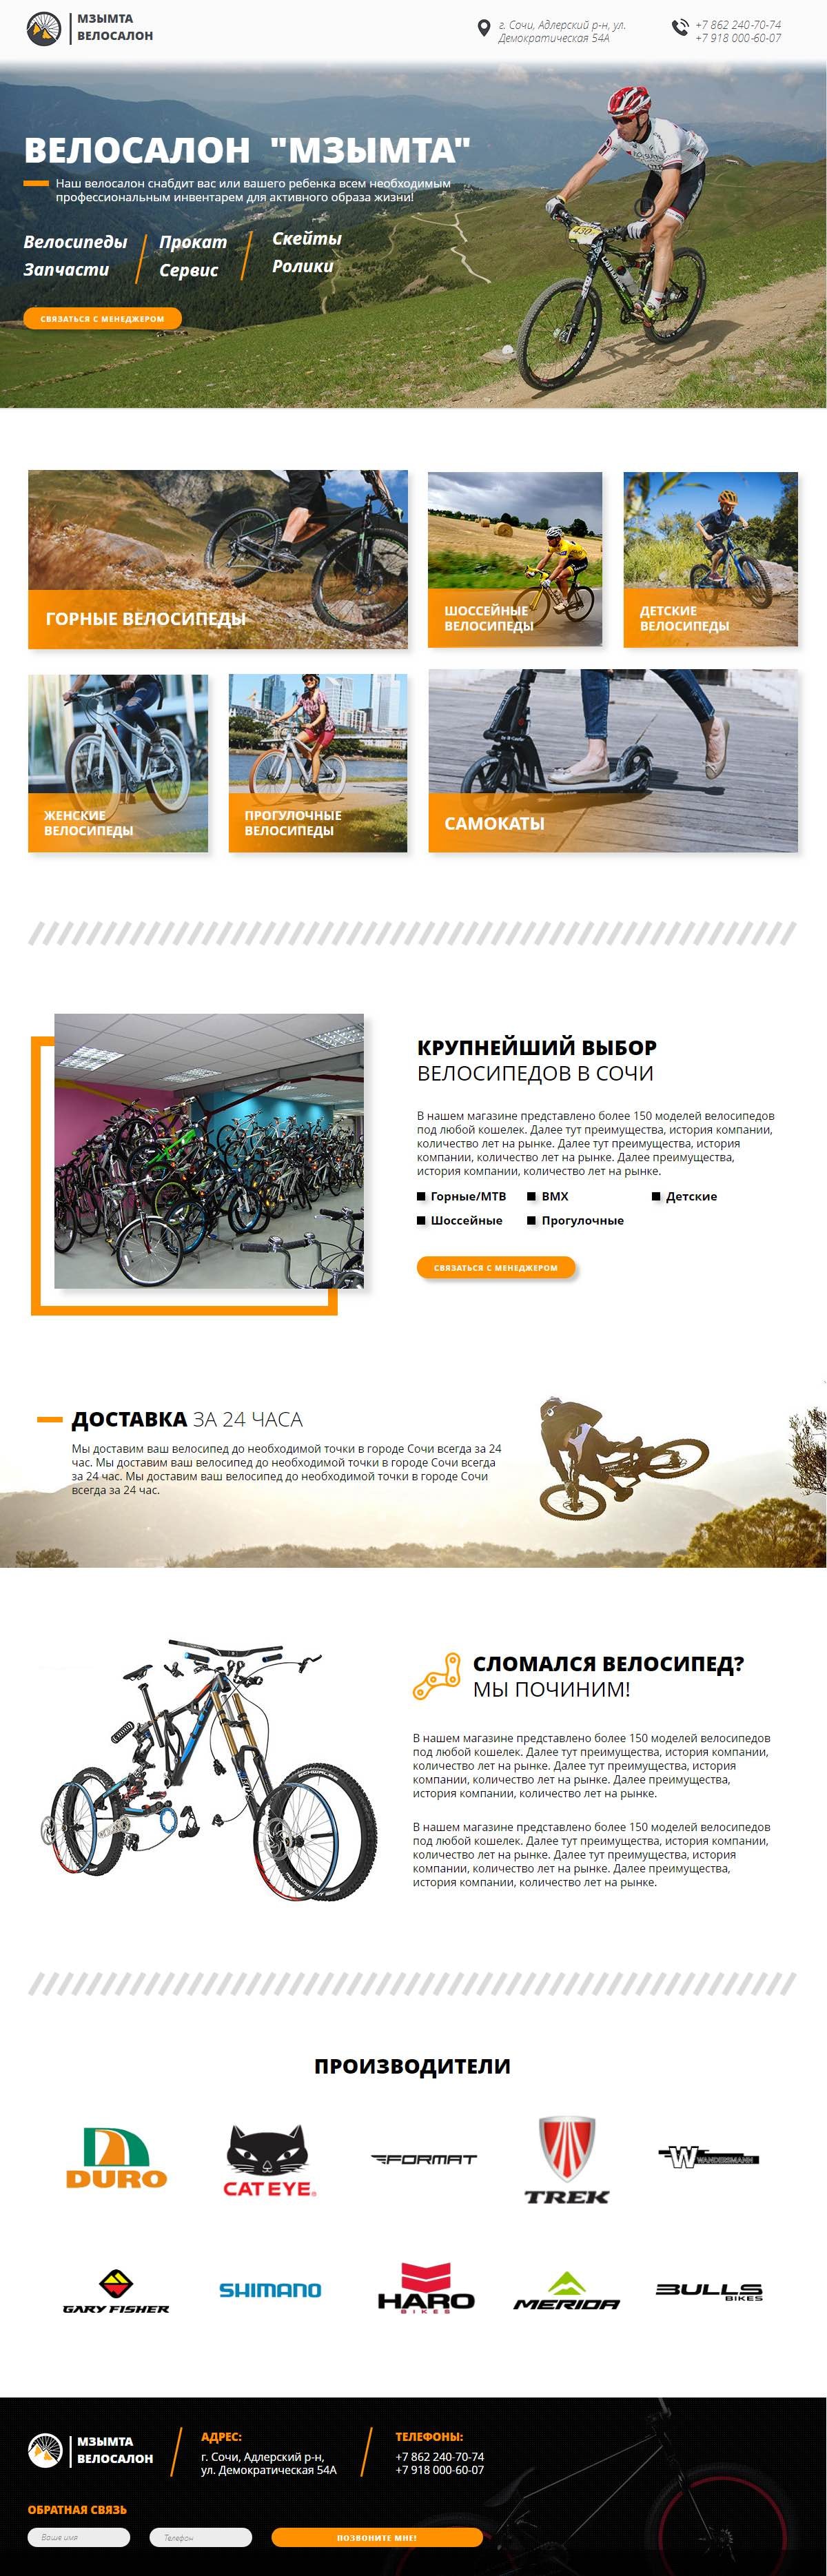 МЗЫМТА
ВЕЛОСАЛОН
г. Сочи, Адлерский р-н, ул.
Демократическая 54А
+7 862 240-70-74
+7 918 000-60-07
ВЕЛОСАЛОН "МЗЫМТА"
Наш велосалон снабдит вас или вашего ребенка всем необходимым
профессиональным инвентарем для активного образа жизни!
Велосипеды
Запчасти
Прокат
Сервис
Скейты
Ролики
СВЯЗАТЬСЯ С МЕНЕДЖЕРОМ
430
ГОРНЫЕ ВЕЛОСИПЕДЫ
ШОССЕЙНЫЕ
ВЕЛОСИПЕДЫ
ДЕТСКИЕ
ВЕЛОСИПЕДЫ
ЖЕНСКИЕ
ВЕЛОСИПЕДЫ
ПРОГУЛОЧНЫЕ
ВЕЛОСИПЕДЫ
САМОКАТЫ
КРУПНЕЙШИЙ ВЫБОР
ВЕЛОСИПЕДОВ В СОЧИ
В нашем магазине представлено более 150 моделей велосипедов
под любой кошелек. Далее тут преимущества, история компании,
количество лет на рынке. Далее тут преимущества, история
компании, количество лет на рынке. Далее преимущества,
история компании, количество лет на рынке.
Горные/МТВ
BMX
Детские
Шоссейные
Прогулочные
СВЯЗАТЬСЯ С МЕНЕДЖЕРОМ
ДОСТАВКА ЗА 24 ЧАСА
Мы доставим ваш велосипед до необходимой точки в городе Сочи всегда за 24
час. Мы доставим ваш велосипед до необходимой точки в городе Сочи всегда
за 24 час. Мы доставим ваш велосипед до необходимой точки в городе Сочи
всегда за 24 час.
СЛОМАЛСЯ ВЕЛОСИПЕД?
МЫ ПОЧИНИМ!
В нашем магазине представлено более 150 моделей велосипедов
под любой кошелек. Далее тут преимущества, история компании,
количество лет на рынке. Далее тут преимущества, история
компании, количество лет на рынке. Далее преимущества,
история компании, количество лет на рынке.
В нашем магазине представлено более 150 моделей велосипедов
под любой кошелек. Далее тут преимущества, история компании,
количество лет на рынке. Далее тут преимущества, история
компании, количество лет на рынке. Далее преимущества,
история компании, количество лет на рынке.
ПРОИЗВОДИТЕЛИ
DURO
CATEYE
FORMAT
TREK
W WANDERSMANN
GARY FISHER
SHIMANO
HARO
BIKES
MERIDA
BULLS
BIKES
МЗЫМТА
ВЕЛОСАЛОН
АДРЕС:
г. Сочи, Адлерский р-н,
ул. Демократическая 54А
ТЕЛЕФОНЫ:
+7 862 240-70-74
+7 918 000-60-07
ОБРАТНАЯ СВЯЗЬ
Ваше имя
Телефон
ПОЗВОНИТЕ МНЕ!